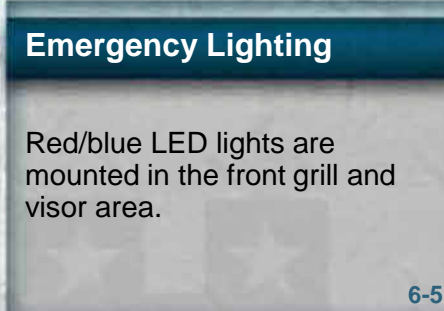 Emergency Lighting
Red/blue LED lights are
mounted in the front grill and
visor area.
6-5